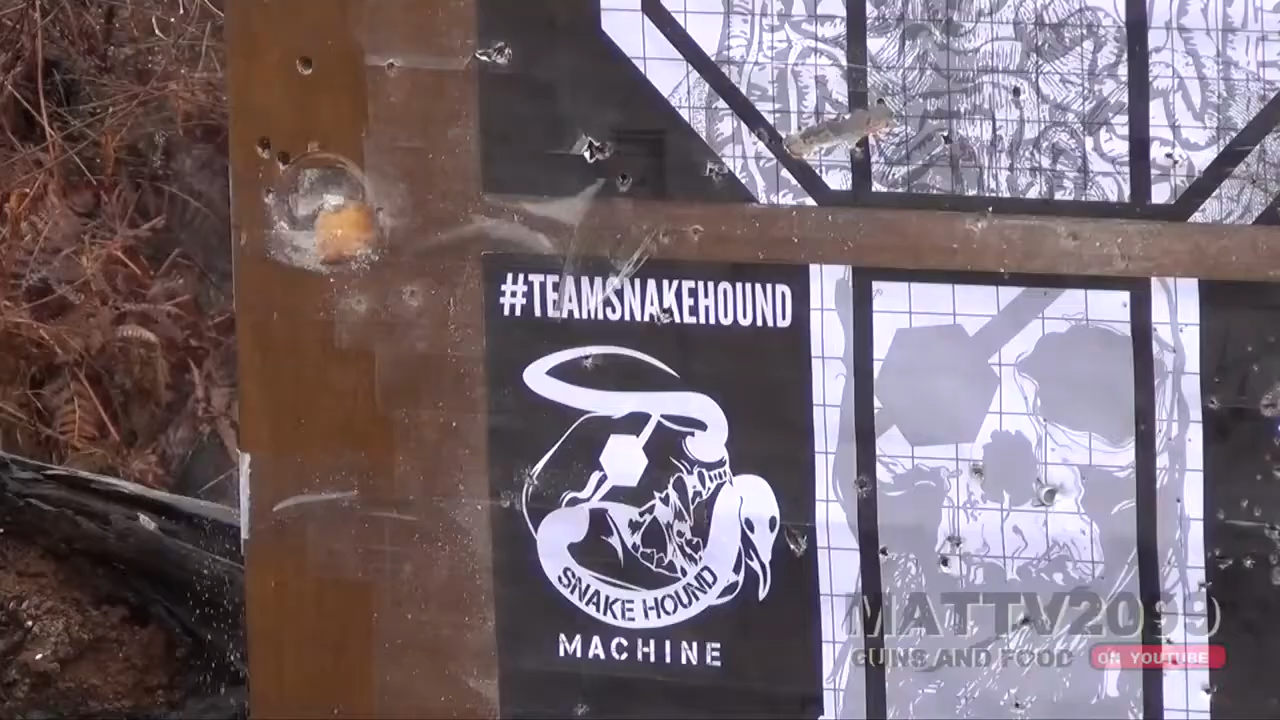 #TEAMSNAKEHOUND
SNAKE HOUND
MACHINE
MATTV2099
GUNS AND FOOD ON YOUTUBE